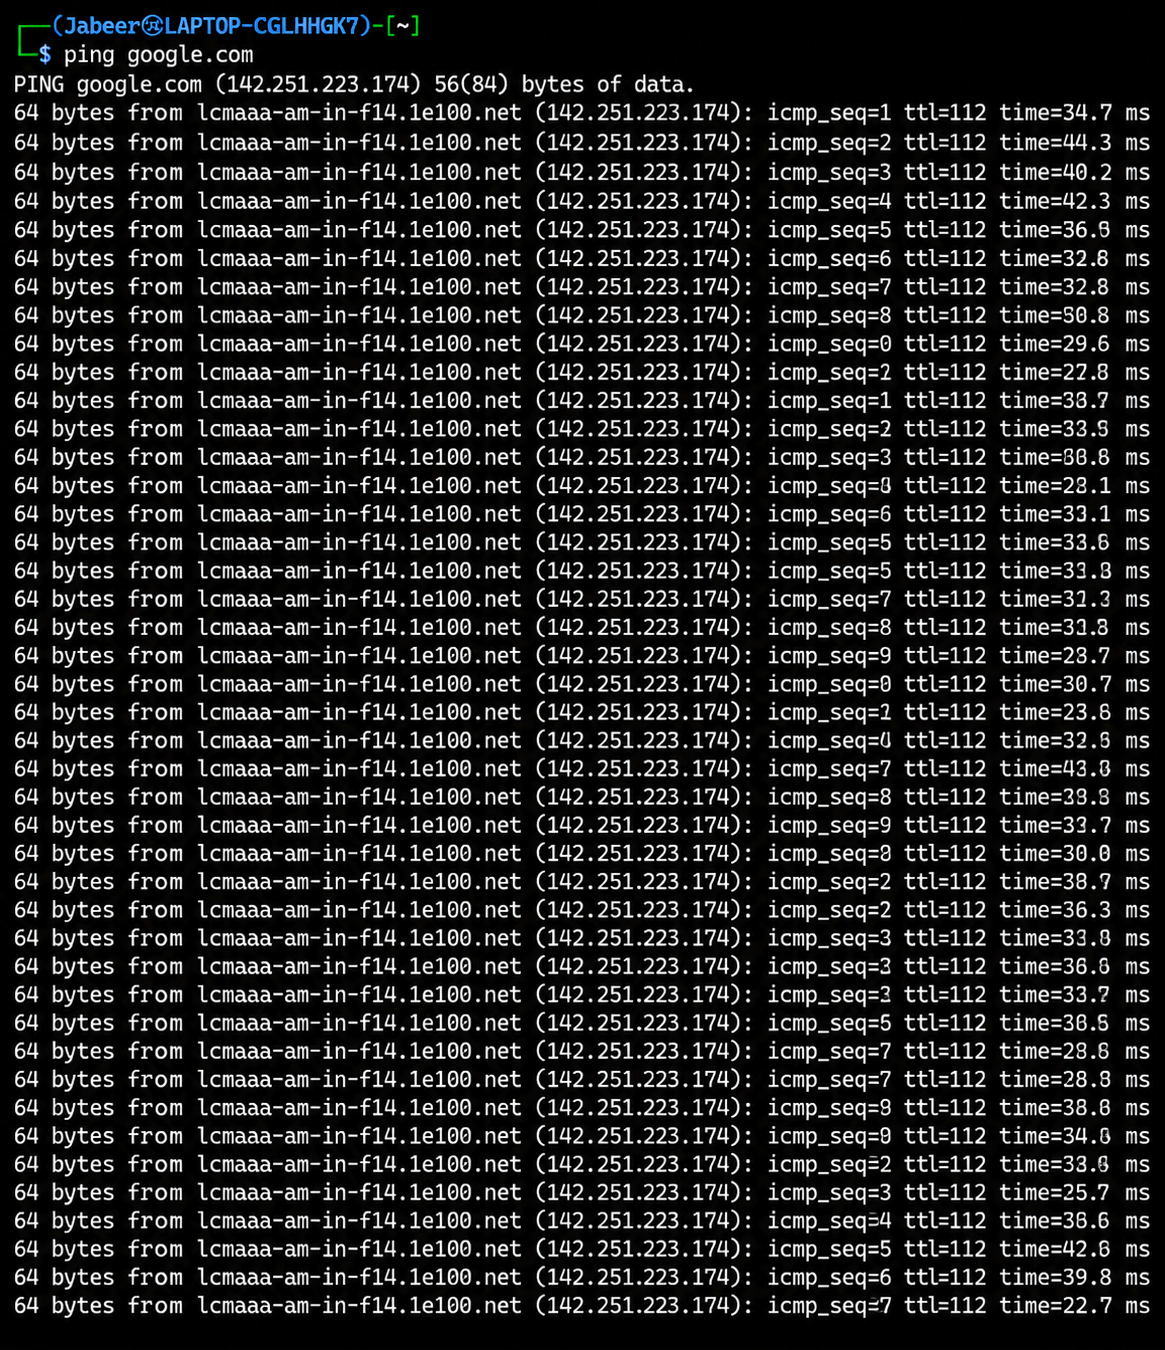 ┌──(Jabeer㉿LAPTOP-CGLHHGK7)-[~]
└─$ ping google.com
PING google.com (142.251.223.174) 56(84) bytes of data.
64 bytes from lcmaaa-am-in-f14.1e100.net (142.251.223.174): icmp_seq=1 ttl=112 time=34.7 ms
64 bytes from lcmaaa-am-in-f14.1e100.net (142.251.223.174): icmp_seq=2 ttl=112 time=44.3 ms
64 bytes from lcmaaa-am-in-f14.1e100.net (142.251.223.174): icmp_seq=3 ttl=112 time=40.2 ms
64 bytes from lcmaaa-am-in-f14.1e100.net (142.251.223.174): icmp_seq=4 ttl=112 time=42.3 ms
64 bytes from lcmaaa-am-in-f14.1e100.net (142.251.223.174): icmp_seq=5 ttl=112 ms
64 bytes from lcmaaa-am-in-f14.1e100.net (142.251.223.174): icmp_seq=6 ttl=112 time=32.8 ms
64 bytes from lcmaaa-am-in-f14.1e100.net (142.251.223.174): icmp_seq=7 ttl=112 time=32.8 ms
64 bytes from lcmaaa-am-in-f14.1e100.net (142.251.223.174): icmp_seq=8 ttl=112 ms
64 bytes from lcmaaa-am-in-f14.1e100.net (142.251.223.174): icmp_seq=0 ttl=112 time=29.6 ms
64 bytes from lcmaaa-am-in-f14.1e100.net (142.251.223.174): ttl=112 time=27.8 ms
64 bytes from lcmaaa-am-in-f14.1e100.net (142.251.223.174): icmp_seq=1 ttl=112 ms
64 bytes from lcmaaa-am-in-f14.1e100.net (142.251.223.174): icmp_seq=2 ttl=112 ms
64 bytes from lcmaaa-am-in-f14.1e100.net (142.251.223.174): icmp_seq=3 ttl=112 ms
64 bytes from lcmaaa-am-in-f14.1e100.net (142.251.223.174): ttl=112 ms
64 bytes from lcmaaa-am-in-f14.1e100.net (142.251.223.174): icmp_seq=6 ttl=112 time=33.1 ms
64 bytes from lcmaaa-am-in-f14.1e100.net (142.251.223.174): icmp_seq=5 ttl=112 time=33.6 ms
64 bytes from lcmaaa-am-in-f14.1e100.net (142.251.223.174): icmp_seq=5 ttl=112 ms
64 bytes from lcmaaa-am-in-f14.1e100.net (142.251.223.174): icmp_seq=7 ttl=112 ms
64 bytes from lcmaaa-am-in-f14.1e100.net (142.251.223.174): icmp_seq=8 ttl=112 ms
64 bytes from lcmaaa-am-in-f14.1e100.net (142.251.223.174): icmp_seq=9 ttl=112 ms
64 bytes from lcmaaa-am-in-f14.1e100.net (142.251.223.174): icmp_seq=0 ttl=112 time=30.7 ms
64 bytes from lcmaaa-am-in-f14.1e100.net (142.251.223.174): ttl=112 time=23.6 ms
64 bytes from lcmaaa-am-in-f14.1e100.net (142.251.223.174): ttl=112 ms
64 bytes from lcmaaa-am-in-f14.1e100.net (142.251.223.174): icmp_seq=7 ttl=112 ms
64 bytes from lcmaaa-am-in-f14.1e100.net (142.251.223.174): icmp_seq=8 ttl=112 ms
64 bytes from lcmaaa-am-in-f14.1e100.net (142.251.223.174): icmp_seq=9 ttl=112 time=33.7 ms
64 bytes from lcmaaa-am-in-f14.1e100.net (142.251.223.174): ttl=112 time=30.0 ms
64 bytes from lcmaaa-am-in-f14.1e100.net (142.251.223.174): icmp_seq=2 ttl=112 time=38.7 ms
64 bytes from lcmaaa-am-in-f14.1e100.net (142.251.223.174): icmp_seq=2 ttl=112 time=36.3 ms
64 bytes from lcmaaa-am-in-f14.1e100.net (142.251.223.174): icmp_seq=3 ttl=112 time=33.8 ms
64 bytes from lcmaaa-am-in-f14.1e100.net (142.251.223.174): icmp_seq=3 ttl=112 ms
64 bytes from lcmaaa-am-in-f14.1e100.net (142.251.223.174): icmp_seq=3 ttl=112 time=33.7 ms
64 bytes from lcmaaa-am-in-f14.1e100.net (142.251.223.174): icmp_seq=5 ttl=112 ms
64 bytes from lcmaaa-am-in-f14.1e100.net (142.251.223.174): icmp_seq=7 ttl=112 ms
64 bytes from lcmaaa-am-in-f14.1e100.net (142.251.223.174): icmp_seq=7 ttl=112 time=28.8 ms
64 bytes from lcmaaa-am-in-f14.1e100.net (142.251.223.174): ttl=112 time=38.8 ms
64 bytes from lcmaaa-am-in-f14.1e100.net (142.251.223.174): ttl=112 ms
64 bytes from lcmaaa-am-in-f14.1e100.net (142.251.223.174): icmp_seq=2 ttl=112 ms
64 bytes from lcmaaa-am-in-f14.1e100.net (142.251.223.174): icmp_seq=3 ttl=112 time=25.7 ms
64 bytes from lcmaaa-am-in-f14.1e100.net (142.251.223.174): icmp_seq=4 ttl=112 ms
64 bytes from lcmaaa-am-in-f14.1e100.net (142.251.223.174): icmp_seq=5 ttl=112 ms
64 bytes from lcmaaa-am-in-f14.1e100.net (142.251.223.174): icmp_seq=6 ttl=112 time=39.8 ms
64 bytes from lcmaaa-am-in-f14.1e100.net (142.251.223.174): icmp_seq=7 ttl=112 time=22.7 ms